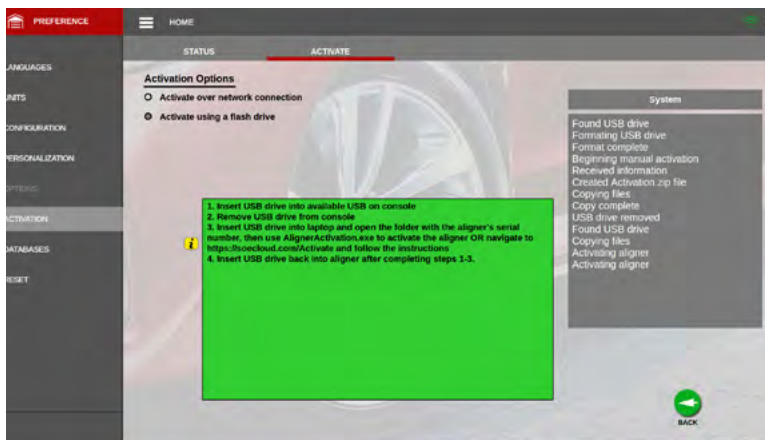 PREFERENCE
HOME
STATUS
ACTIVATE
LANGUAGES
UNITS
CONFIGURATION
PERSONALIZATION
OPTIONS
ACTIVATION
DATABASES
RESET
Activation Options
Activate over network connection
Activate using a flash drive
1. Insert USB drive into available USB on console
2. Remove USB drive from console
3. Insert USB drive into laptop and open the folder with the aligner's serial
number, then use AlignerActivation.exe to activate the aligner OR navigate to
https://soecloud.com/Activate and follow the instructions
4. Insert USB drive back into aligner after completing steps 1-3.
System
Found USB drive
Formating USB drive
Format complete
Beginning manual activation
Received information
Created Activation zip file
Copying files
Copy complete
USB drive removed
Found USB drive
Copying files
Activating aligner
Activating aligner
BACK